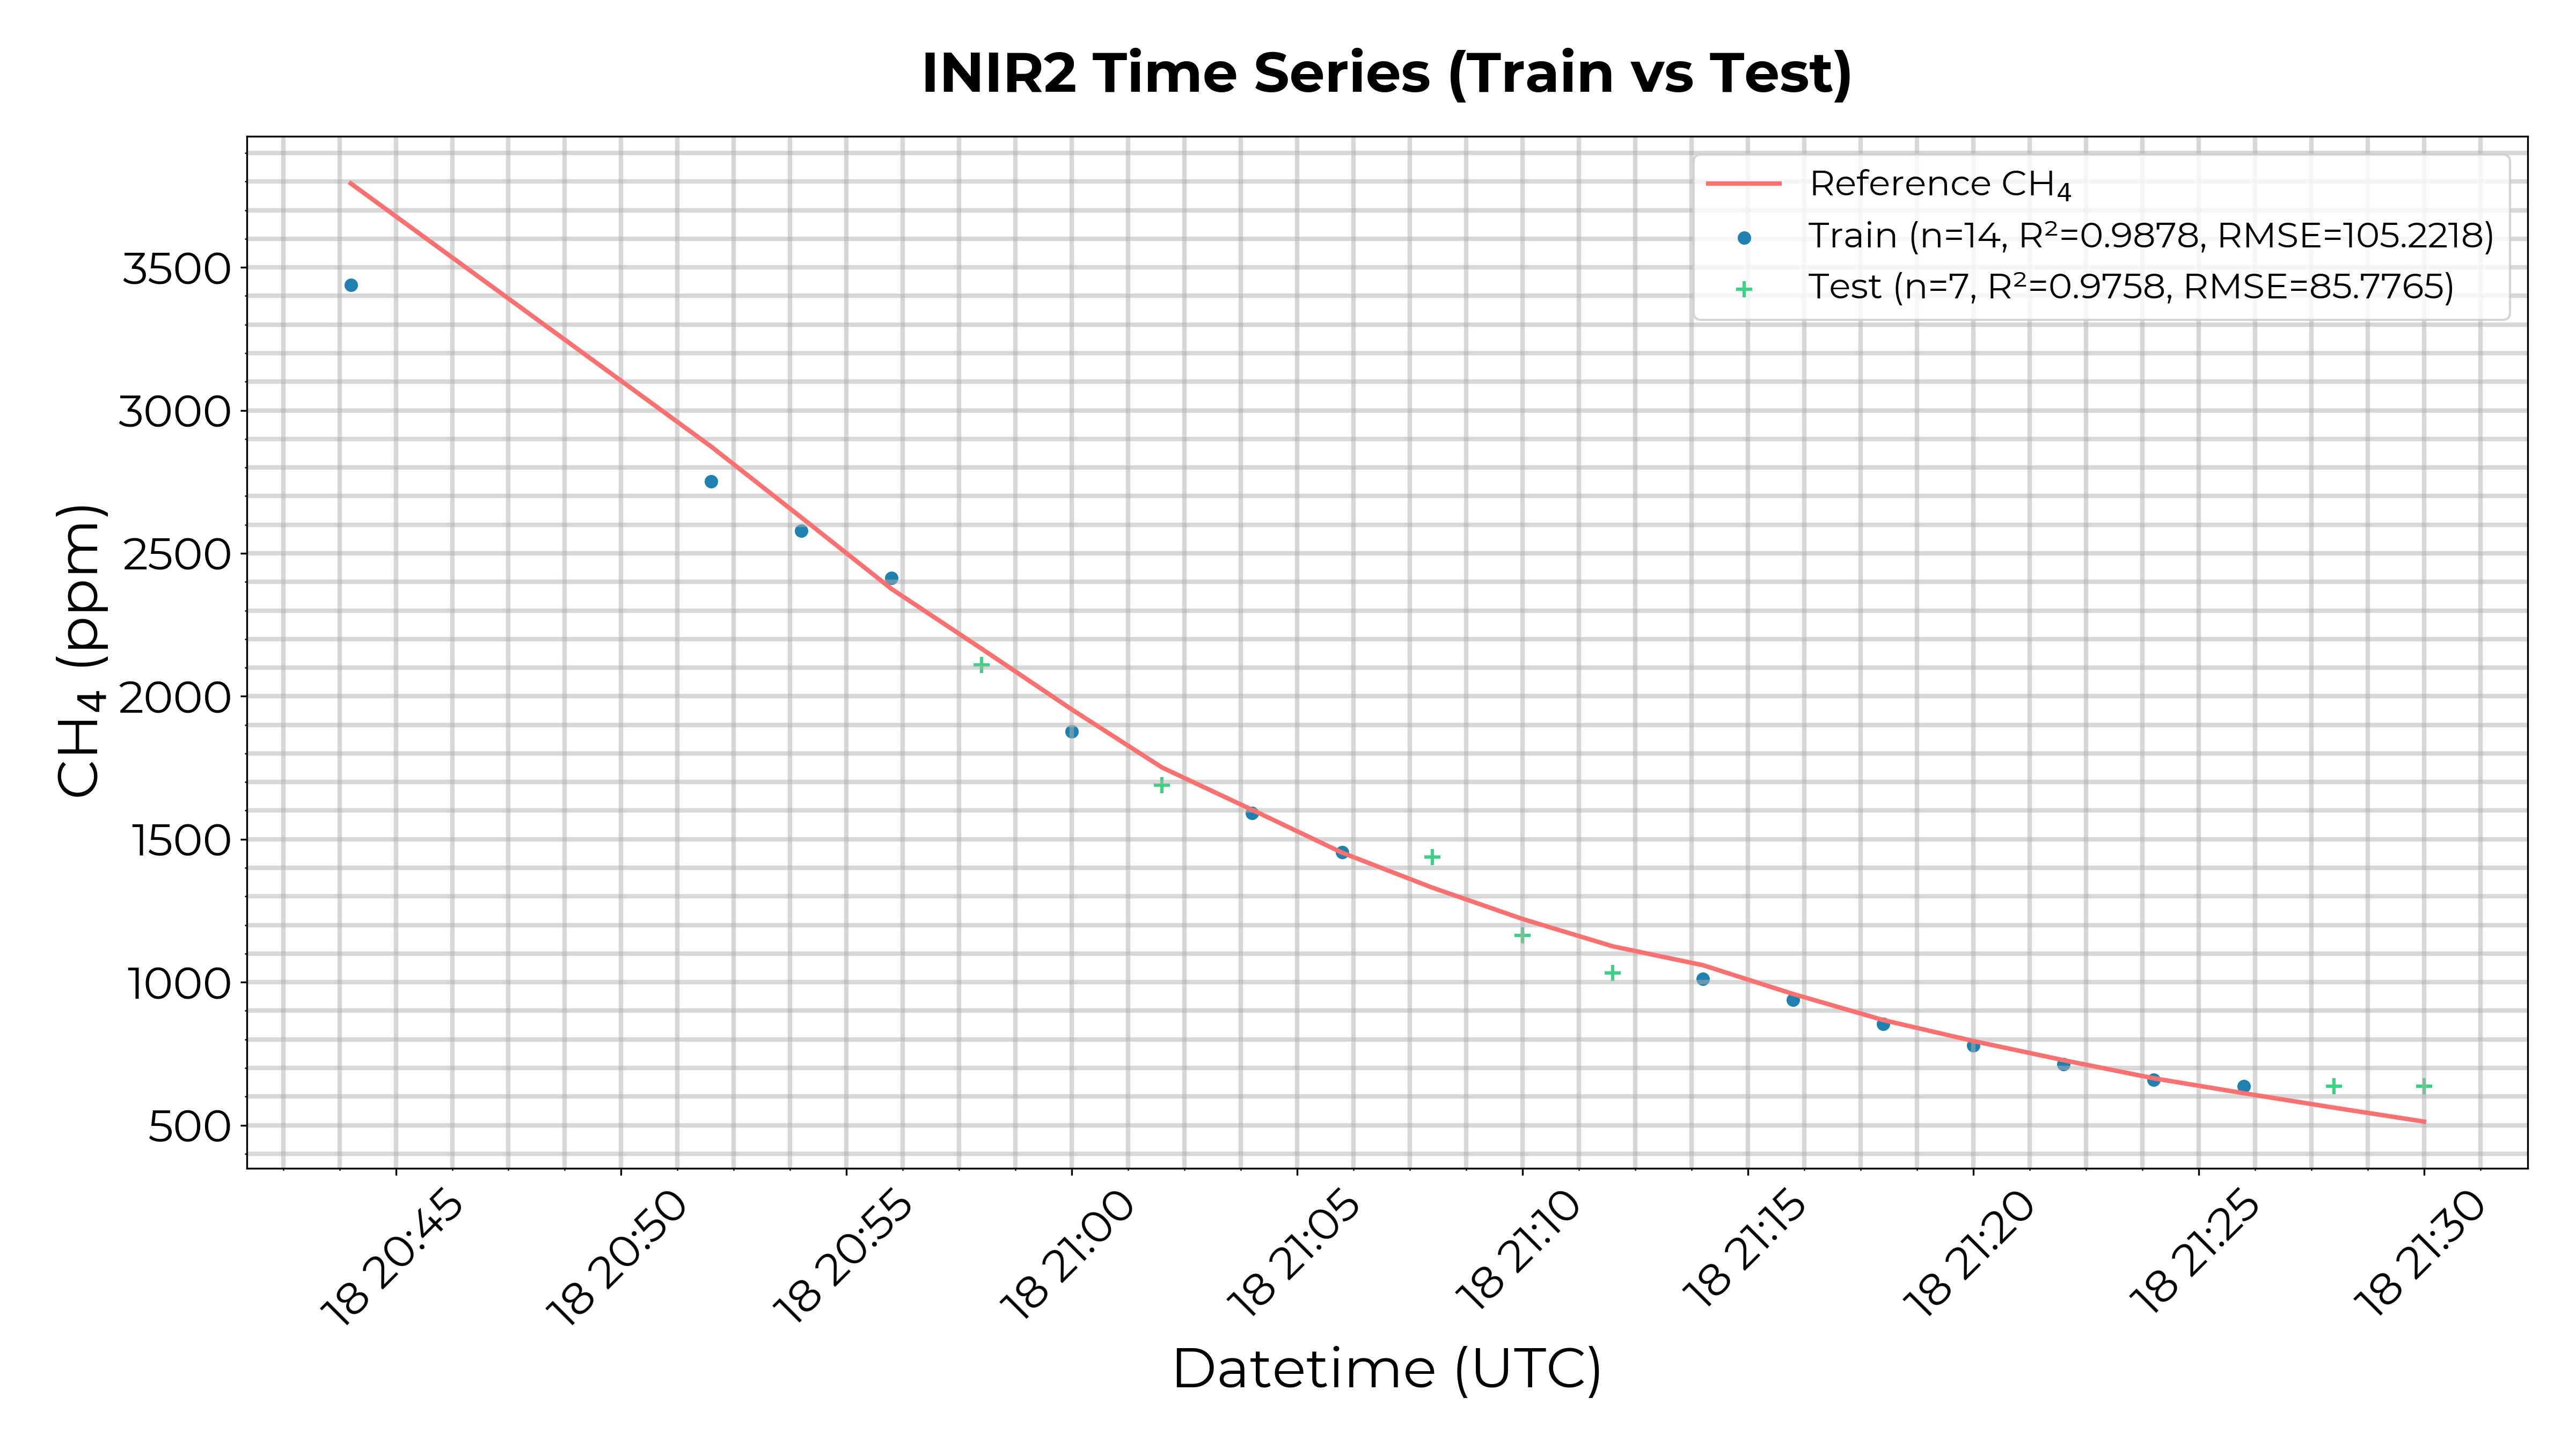 INIR2 Time Series (Train vs Test)
Reference CH₄
Train (n=14, R²=0.9878, RMSE=105.2218)
Test (n=7, R²=0.9758, RMSE=85.7765)
CH₄ (ppm)
3500
3000
2500
2000
1500
1000
500
18 20:45
18 20:50
18 20:55
18 21:00
18 21:05
18 21:10
18 21:15
18 21:20
18 21:25
18 21:30
Datetime (UTC)